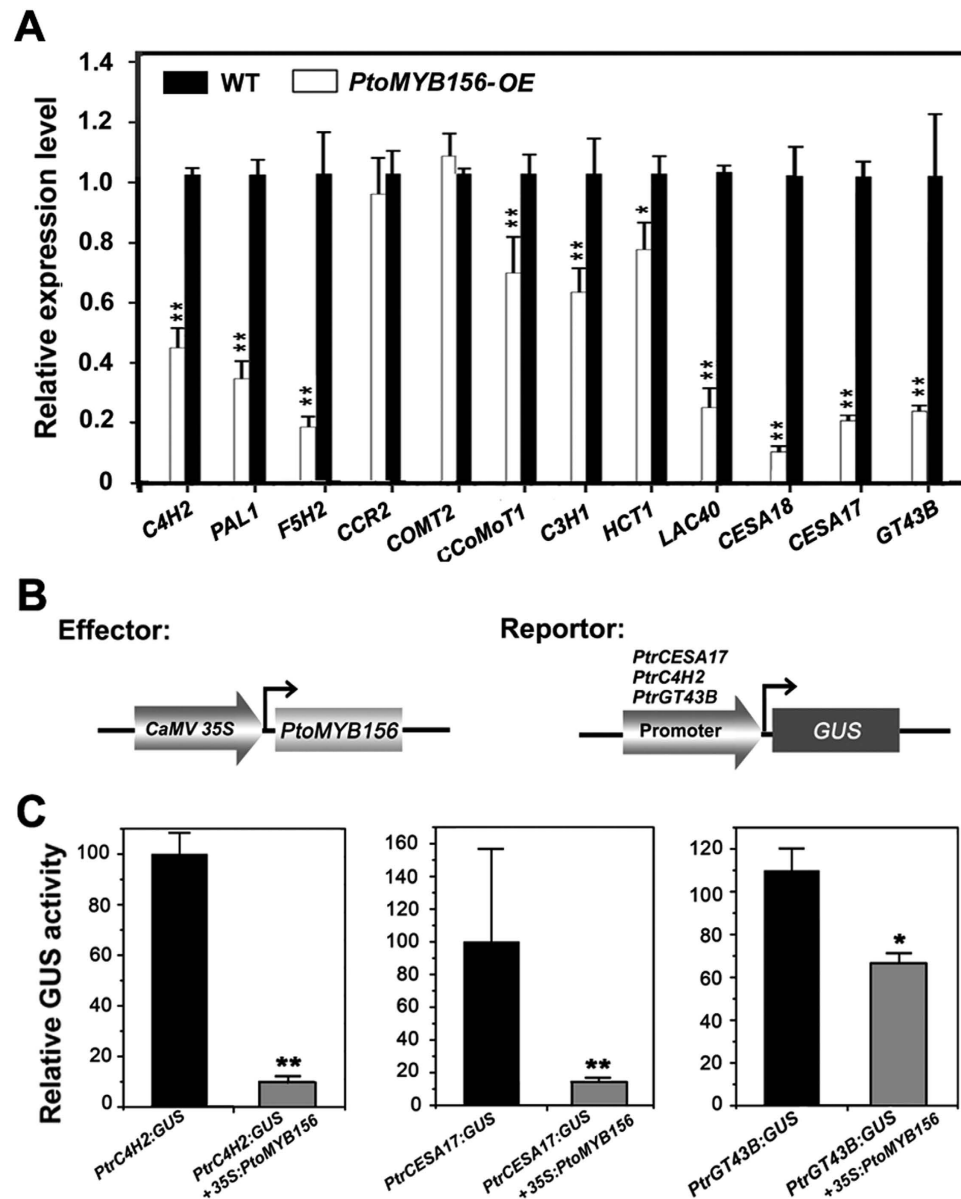 A
WT PtoMYB156-OE
Relative expression level
1.4
1.2
1.0
0.8
0.6
0.4
0.2
0
** ** ** ** ** * ** ** ** **
C4H2 PAL1 F5H2 CCR2 COMT2 CCoMoT1 C3H1 HCT1 LAC40 CESA18 CESA17 GT43B
B
Effector:
CaMV 35S PtoMYB156
Reportor:
PtrCESA17
PtrC4H2
PtrGT43B
Promoter GUS
C
Relative GUS activity
100
80
60
40
20
10
0
**
PtrC4H2:GUS
PtrC4H2:GUS
+35S:PtoMYB156
160
140
120
100
80
60
40
20
0
**
PtrCESA17:GUS
PtrCESA17:GUS
+35S:PtoMYB156
120
100
80
60
40
20
0
*
PtrGT43B:GUS
PtrGT43B:GUS
+35S:PtoMYB156